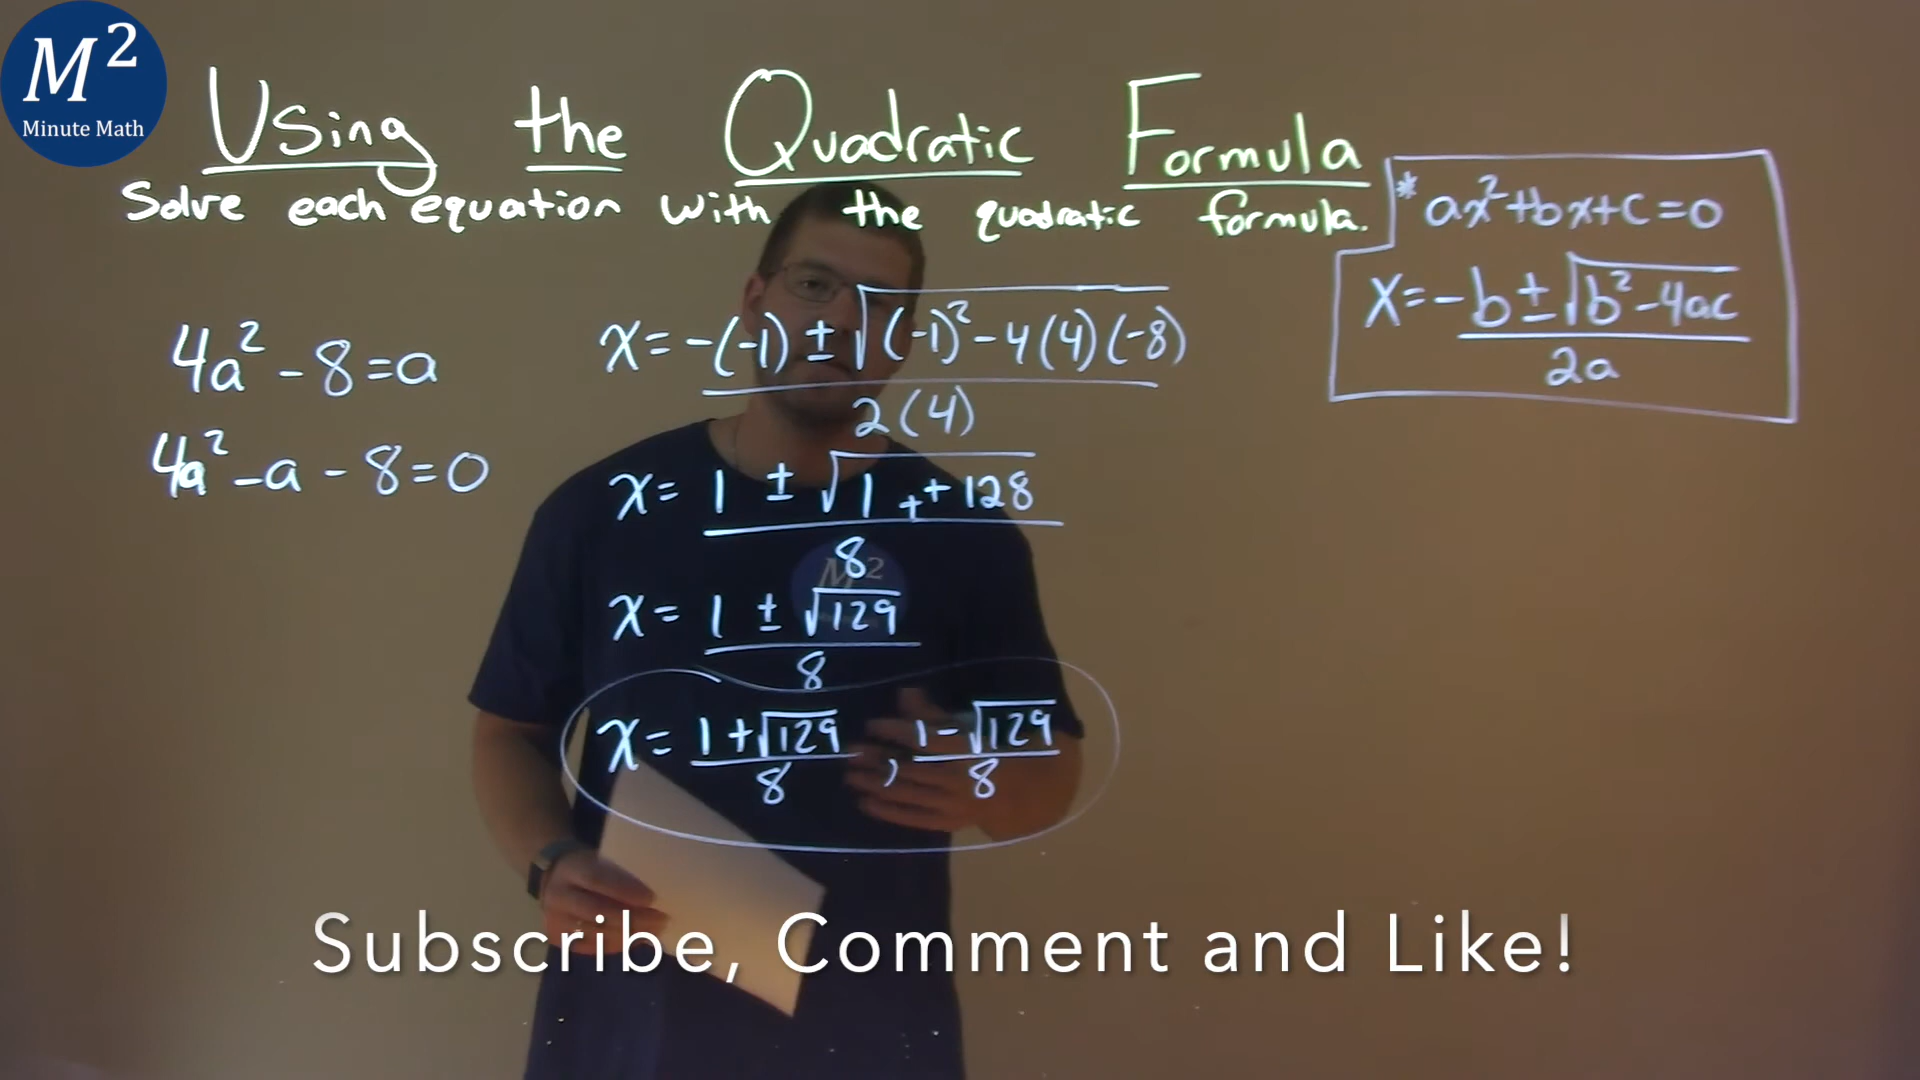 M²
Minute Math
Using the Quadratic Formula
Solve each equation with the quadratic formula.
* ax²+bx+c=0
x=-b±√b²-4ac
2a
4a²-8=a
4a²-a-8=0
x=-(-1)±√(-1)²-4(4)(-8)
2(4)
x=1±√1++128
8
x=1±√129
8
x=1+√129
8
, 1-√129
8
M²
Subscribe, Comment and Like!